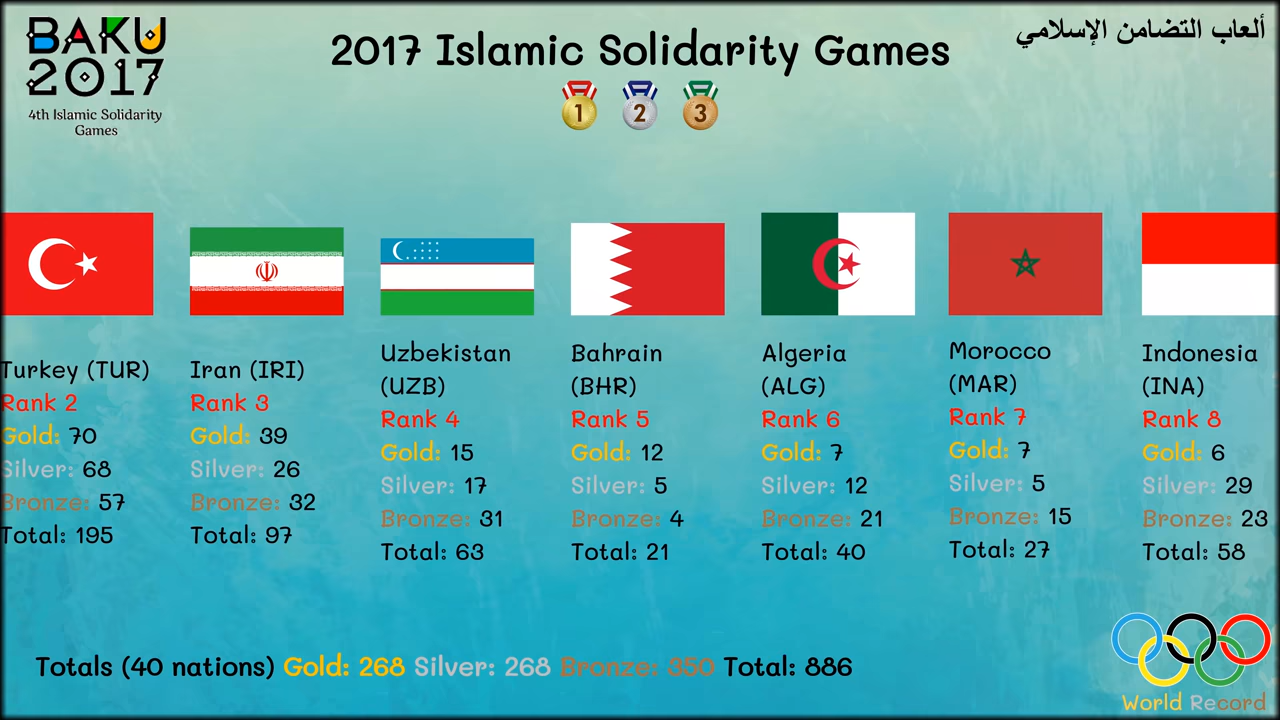 BAKU
2017
4th Islamic Solidarity
Games
2017 Islamic Solidarity Games
ألعاب التضامن الإسلامي
1 2 3
Turkey (TUR)
Rank 2
Gold: 70
Silver: 68
Bronze: 57
Total: 195
Iran (IRI)
Rank 3
Gold: 39
Silver: 26
Bronze: 32
Total: 97
Uzbekistan
(UZB)
Rank 4
Gold: 15
Silver: 17
Bronze: 31
Total: 63
Bahrain
(BHR)
Rank 5
Gold: 12
Silver: 5
Bronze: 4
Total: 21
Algeria
(ALG)
Rank 6
Gold: 7
Silver: 12
Bronze: 21
Total: 40
Morocco
(MAR)
Rank 7
Gold: 7
Silver: 5
Bronze: 15
Total: 27
Indonesia
(INA)
Rank 8
Gold: 6
Silver: 29
Bronze: 23
Total: 58
Totals (40 nations) Gold: 268 Silver: 268 Bronze: 350 Total: 886
World Record